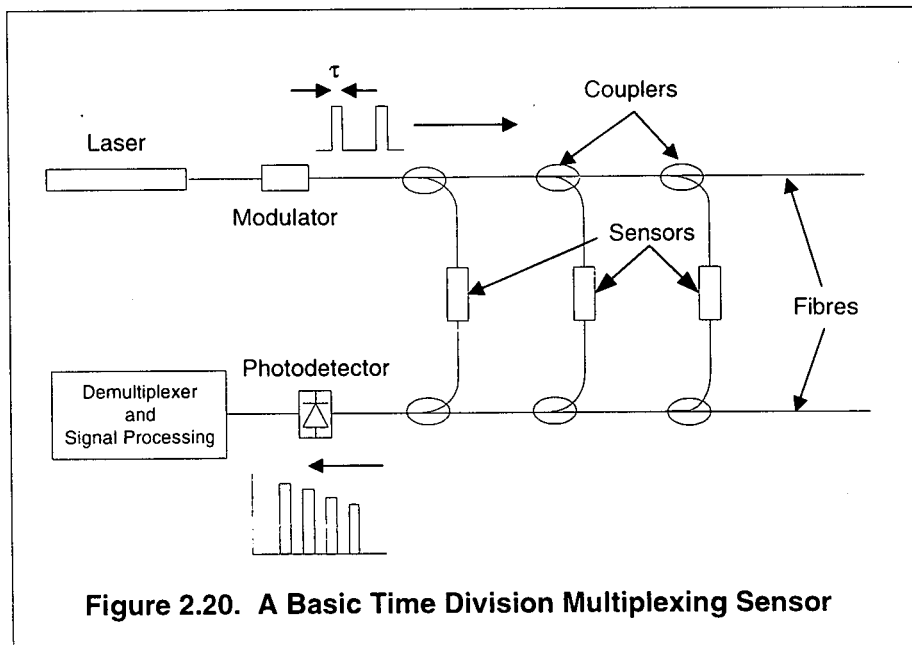 τ
Couplers
Laser
Modulator
Sensors
Fibres
Photodetector
Demultiplexer
and
Signal Processing
Figure 2.20. A Basic Time Division Multiplexing Sensor